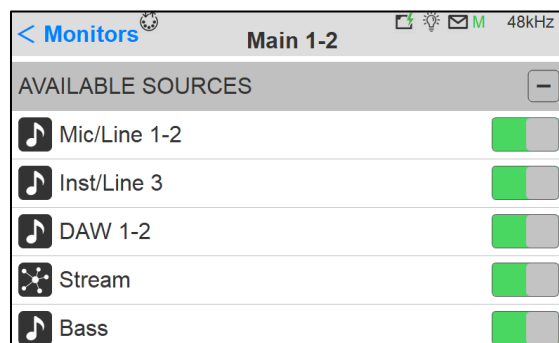 < Monitors
Main 1-2
M 48kHz
AVAILABLE SOURCES
Mic/Line 1-2
Inst/Line 3
DAW 1-2
Stream
Bass